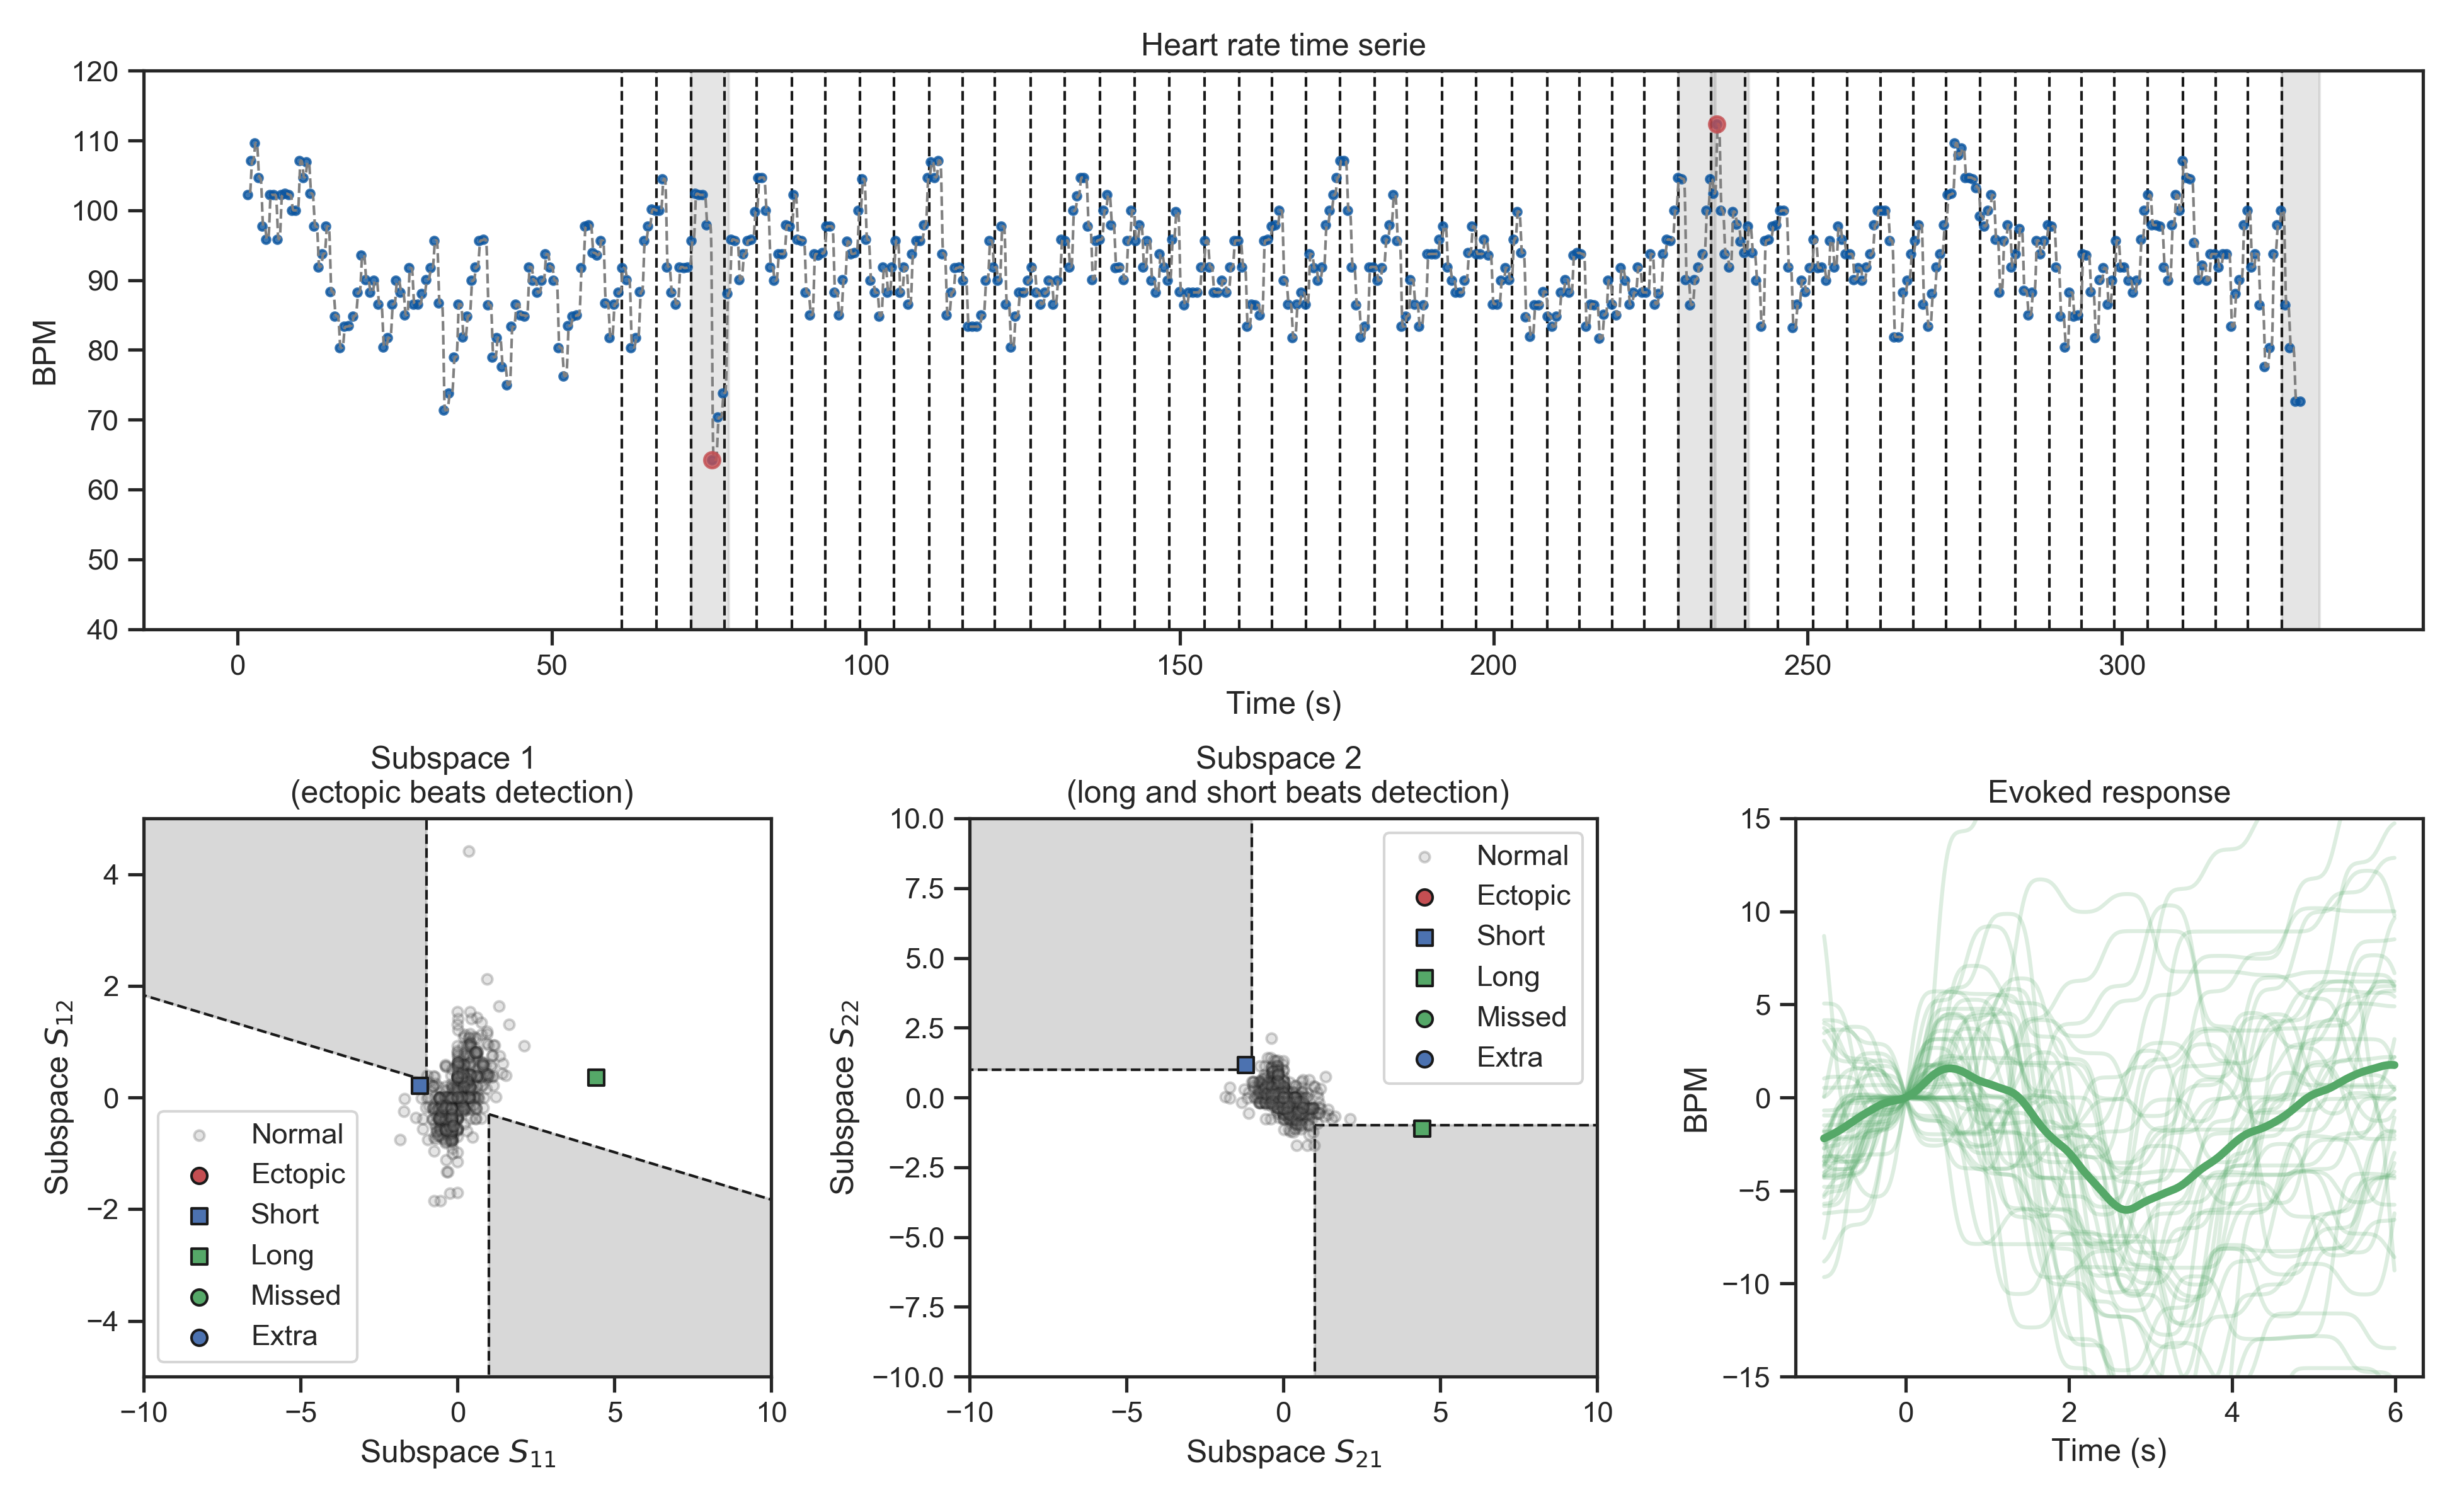 Heart rate time serie
120
110
100
90
80
70
60
50
40
BPM
0
50
100
150
200
250
300
Time (s)
Subspace 1
(ectopic beats detection)
4
2
0
−2
−4
Subspace S12
Normal
Ectopic
Short
Long
Missed
Extra
−10
−5
0
5
10
Subspace S11
Subspace 2
(long and short beats detection)
10.0
7.5
5.0
2.5
0.0
−2.5
−5.0
−7.5
−10.0
Subspace S22
Normal
Ectopic
Short
Long
Missed
Extra
−10
−5
0
5
10
Subspace S21
Evoked response
15
10
5
0
−5
−10
−15
BPM
0
2
4
6
Time (s)